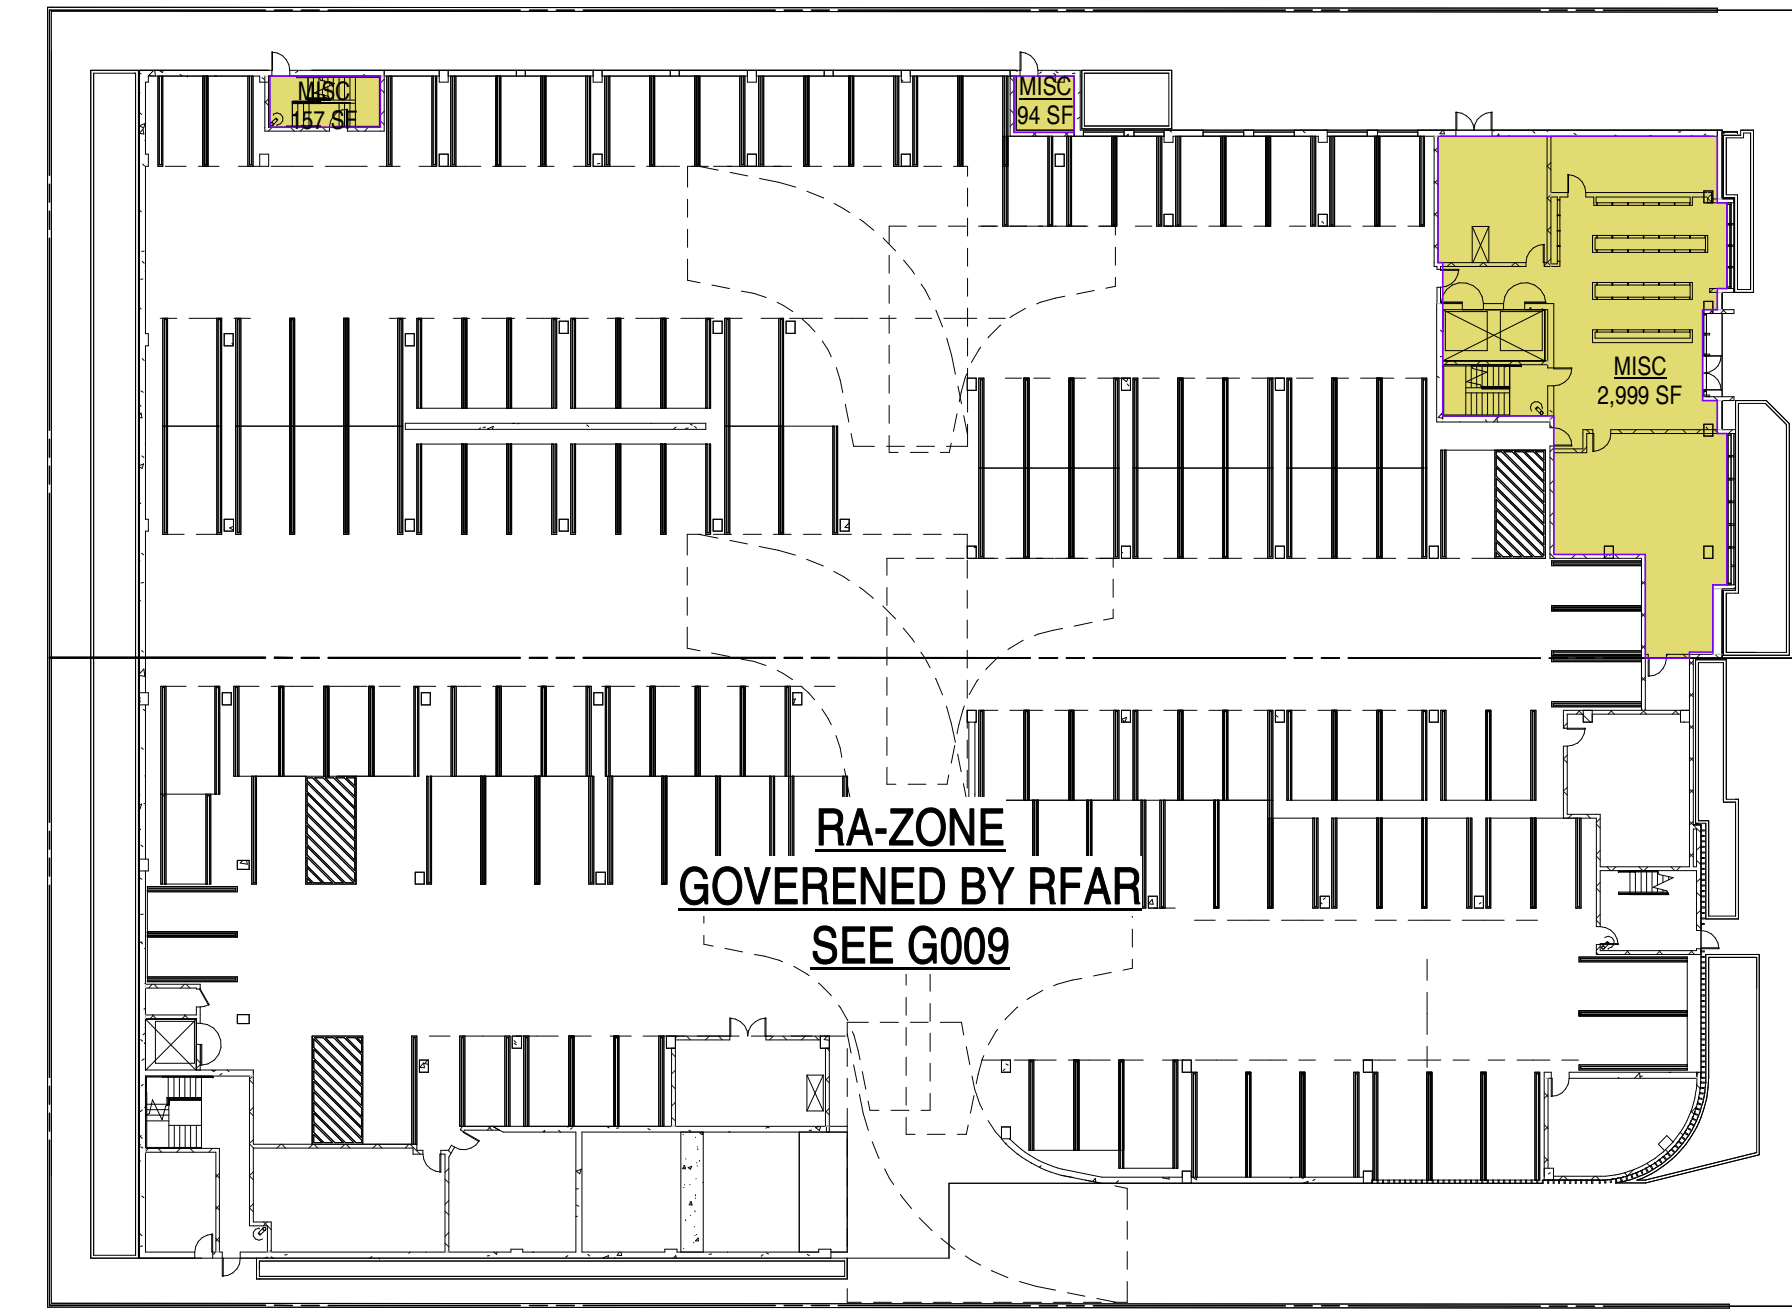 MISC
157 SF
MISC
94 SF
MISC
2,999 SF
RA-ZONE
GOVERENED BY RFAR
SEE G009